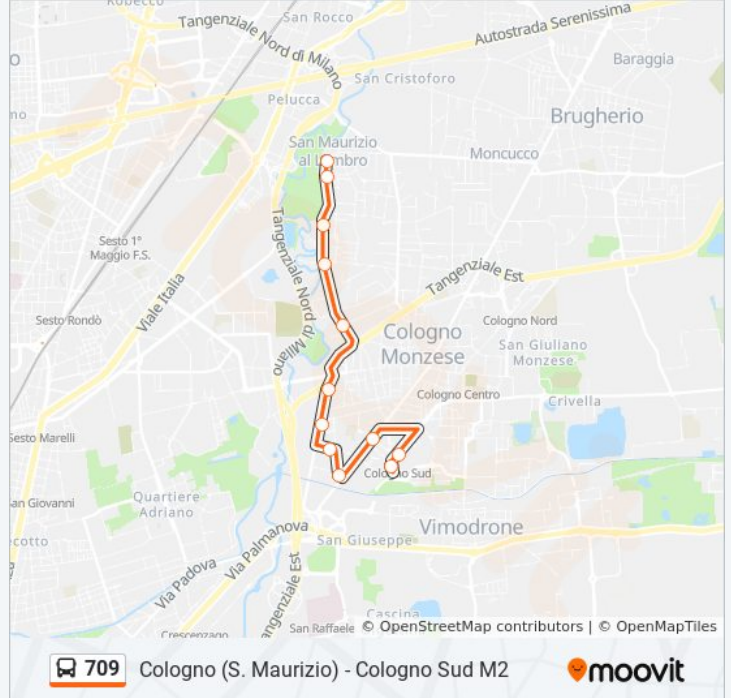 Robecco
San Rocco
Tangenziale Nord di Milano
Autostrada Serenissima
Baraggia
San Cristoforo
Pelucca
Brugherio
San Maurizio
al Lambro
Moncucco
Sesto 1°
Maggio F.S.
Tangenziale Nord di Milano
Tangenziale Est
Viale Italia
Sesto Rondò
Cologno Nord
Cologno
Monzese
San Giuliano
Monzese
Cologno Centro
Crivella
Sesto Marelli
Cologno Sud
San Giovanni
Quartiere
Adriano
Vimodrone
Via Palmanova
San Giuseppe
Via Padova
Tangenziale Est
Cascina
San Raffaele
Crescenzago
© OpenStreetMap contributors | © OpenMapTiles
709 Cologno (S. Maurizio) - Cologno Sud M2
moovit